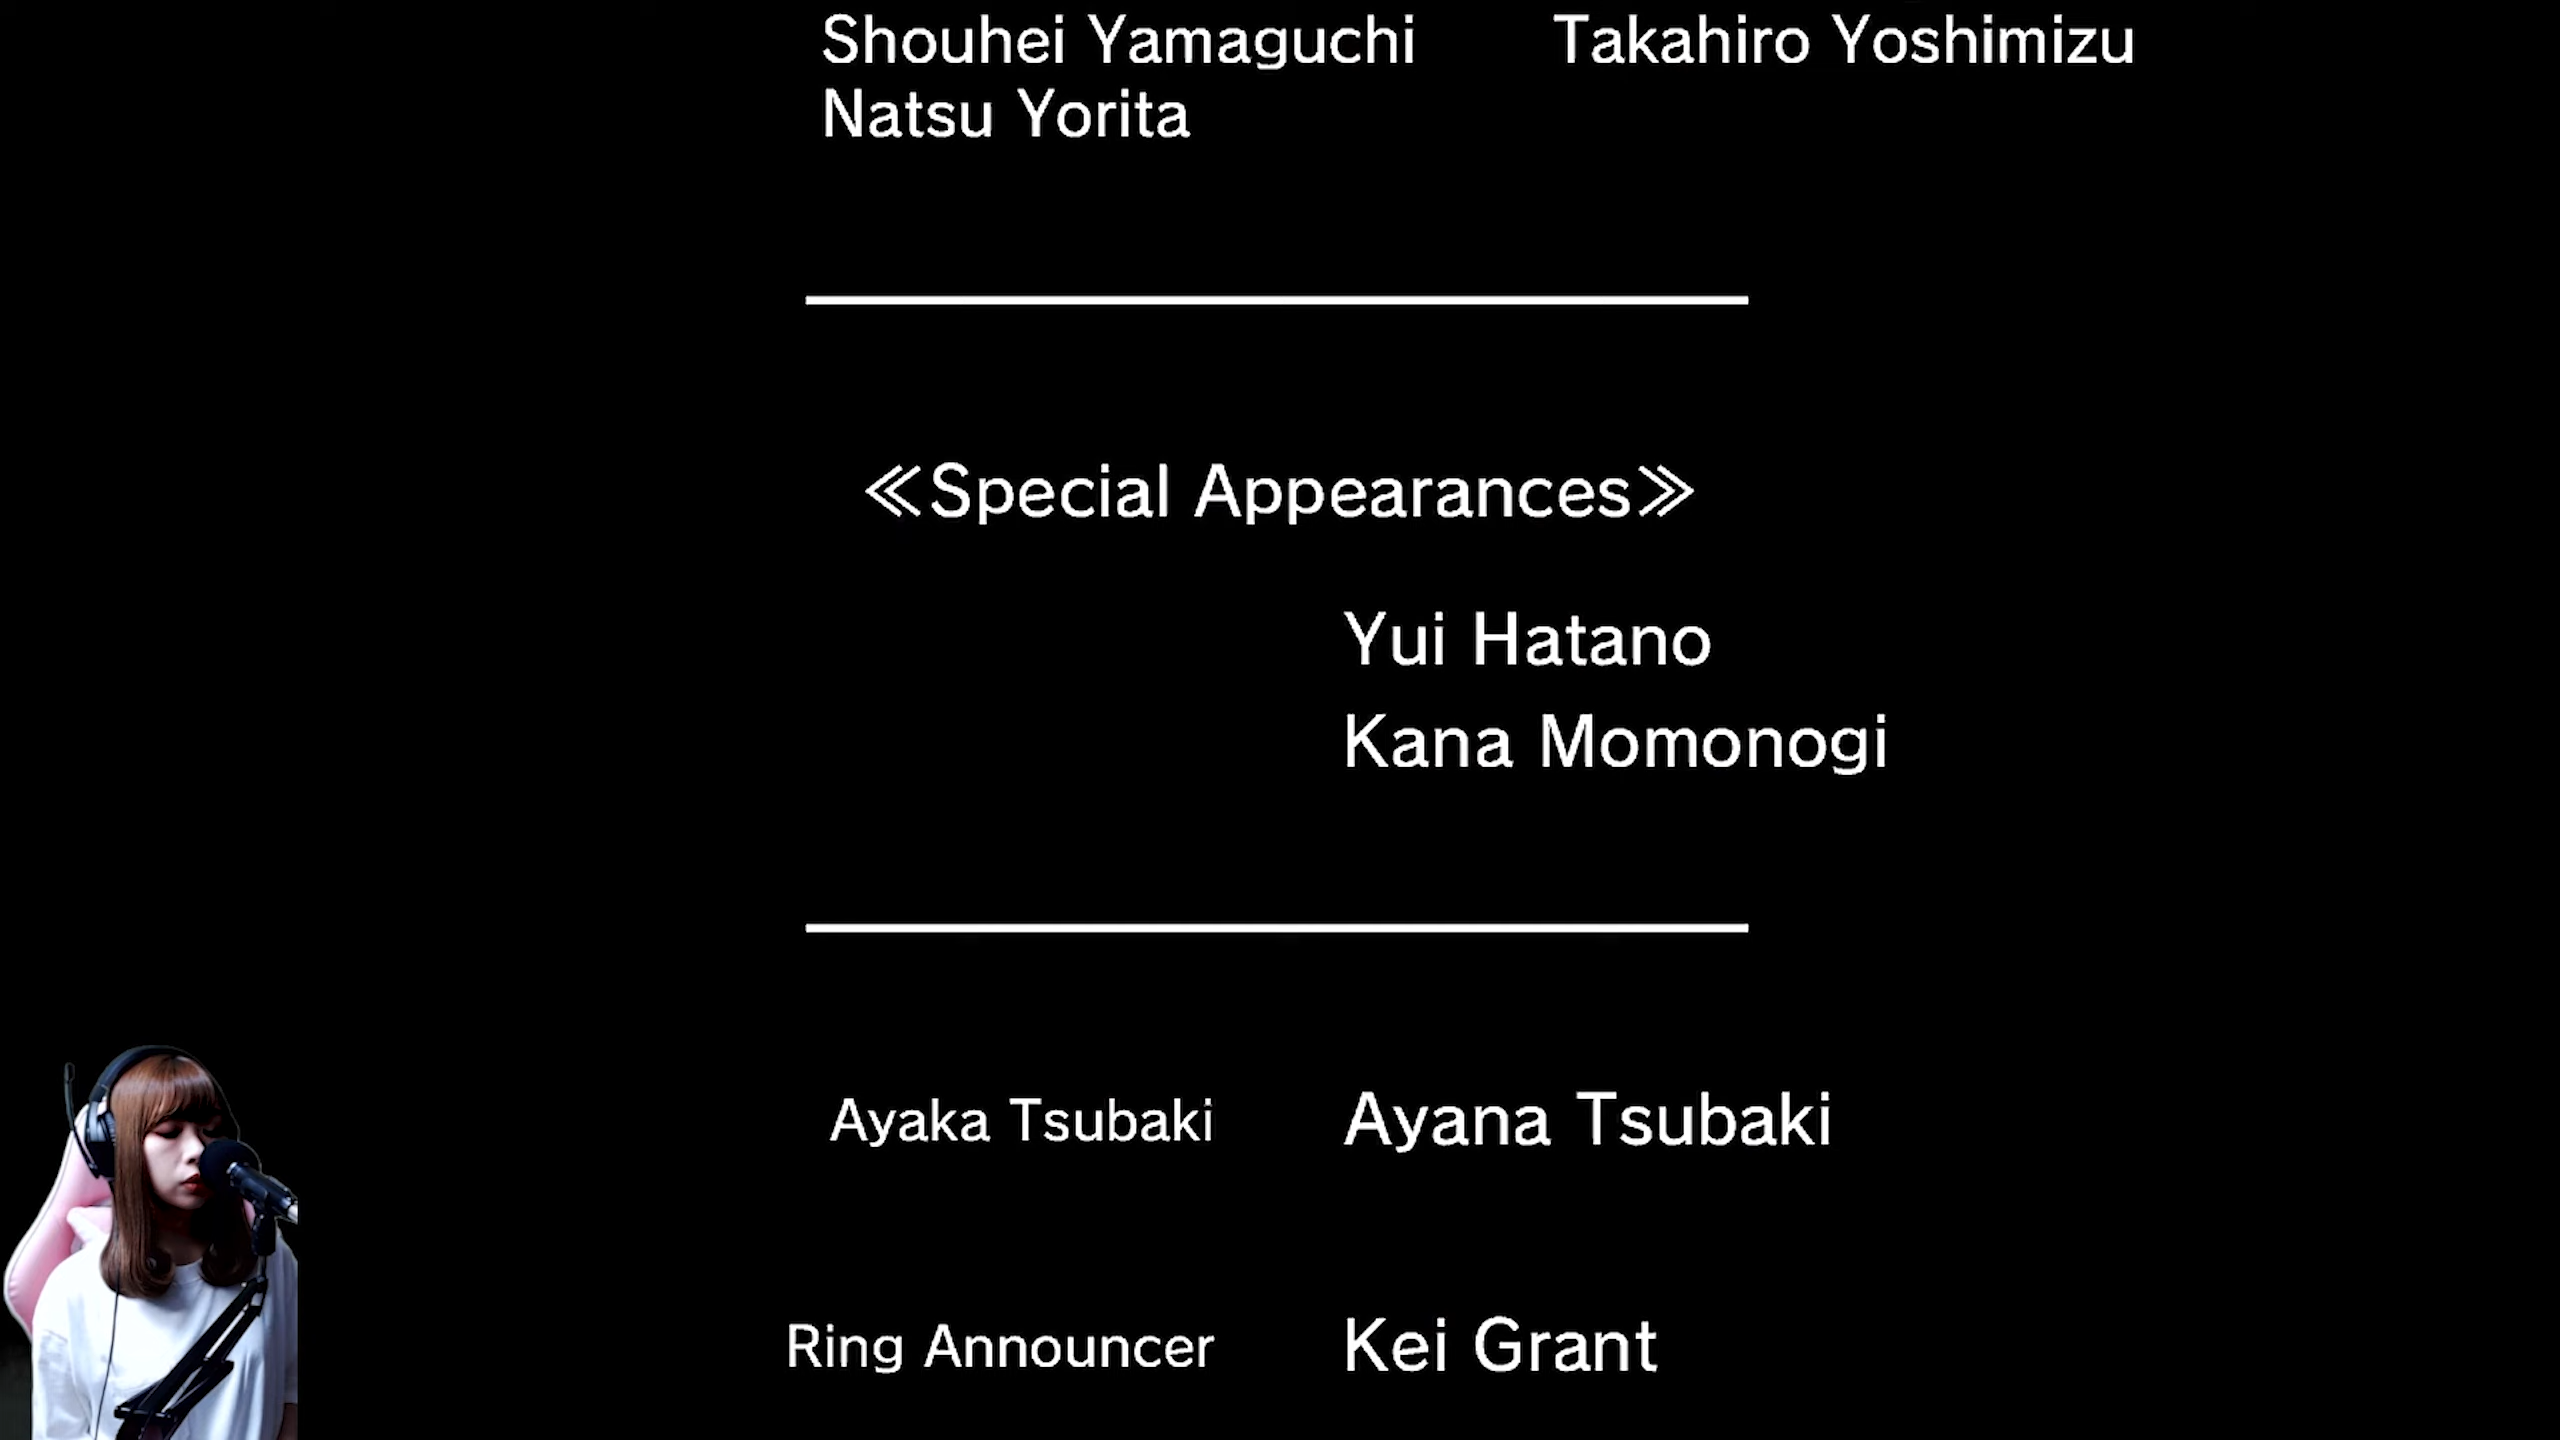 Shouhei Yamaguchi Takahiro Yoshimizu
Natsu Yorita
≪Special Appearances≫
Yui Hatano
Kana Momonogi
Ayaka Tsubaki Ayana Tsubaki
Ring Announcer Kei Grant